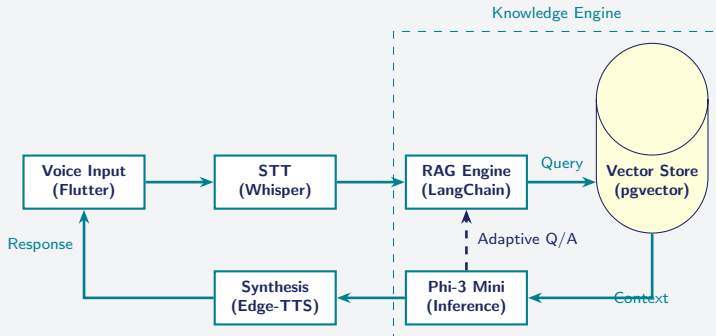 Knowledge Engine
Voice Input
(Flutter)
STT
(Whisper)
RAG Engine
(LangChain)
Query
Vector Store
(pgvector)
Response
Adaptive Q/A
Synthesis
(Edge-TTS)
Phi-3 Mini
(Inference)
Context